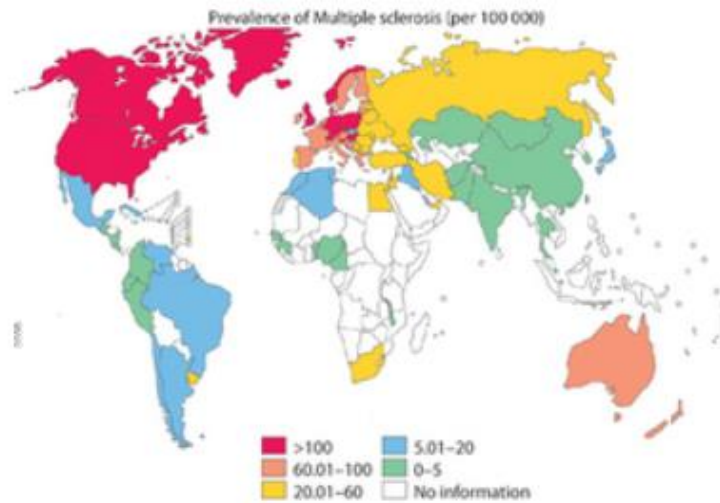 Prevalence of Multiple sclerosis (per 100 000)
>100
60.01–100
20.01–60
5.01–20
0–5
No information